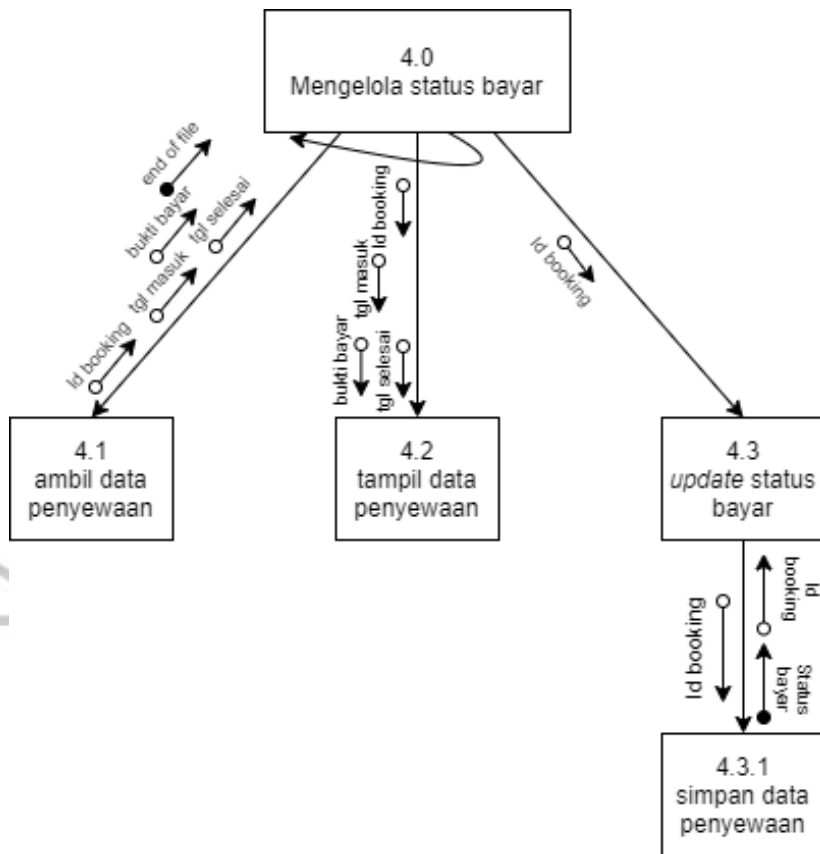 4.0
Mengelola status bayar
end of file
bukti bayar
tgl selesai
tgl masuk
Id booking
Id booking
tgl masuk
bukti bayar
tgl selesai
Id booking
4.1
ambil data
penyewaan
4.2
tampil data
penyewaan
4.3
update status
bayar
Id booking
Id
booking
Status
bayar
4.3.1
simpan data
penyewaan